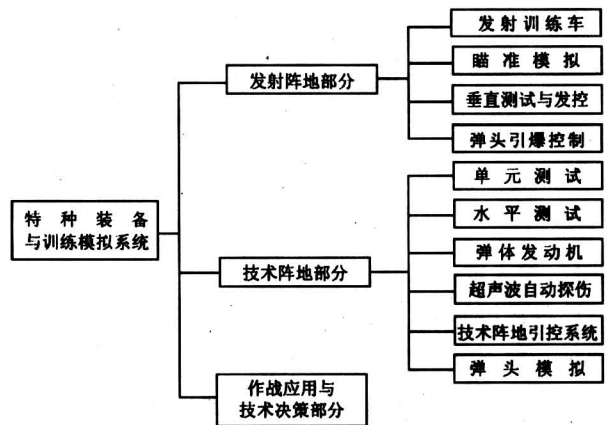 特种装备
与训练模拟系统
发射阵地部分
发射训练车
瞄准模拟
垂直测试与发控
弹头引爆控制
技术阵地部分
单元测试
水平测试
弹体发动机
超声波自动探伤
技术阵地引控系统
弹头模拟
作战应用与
技术决策部分